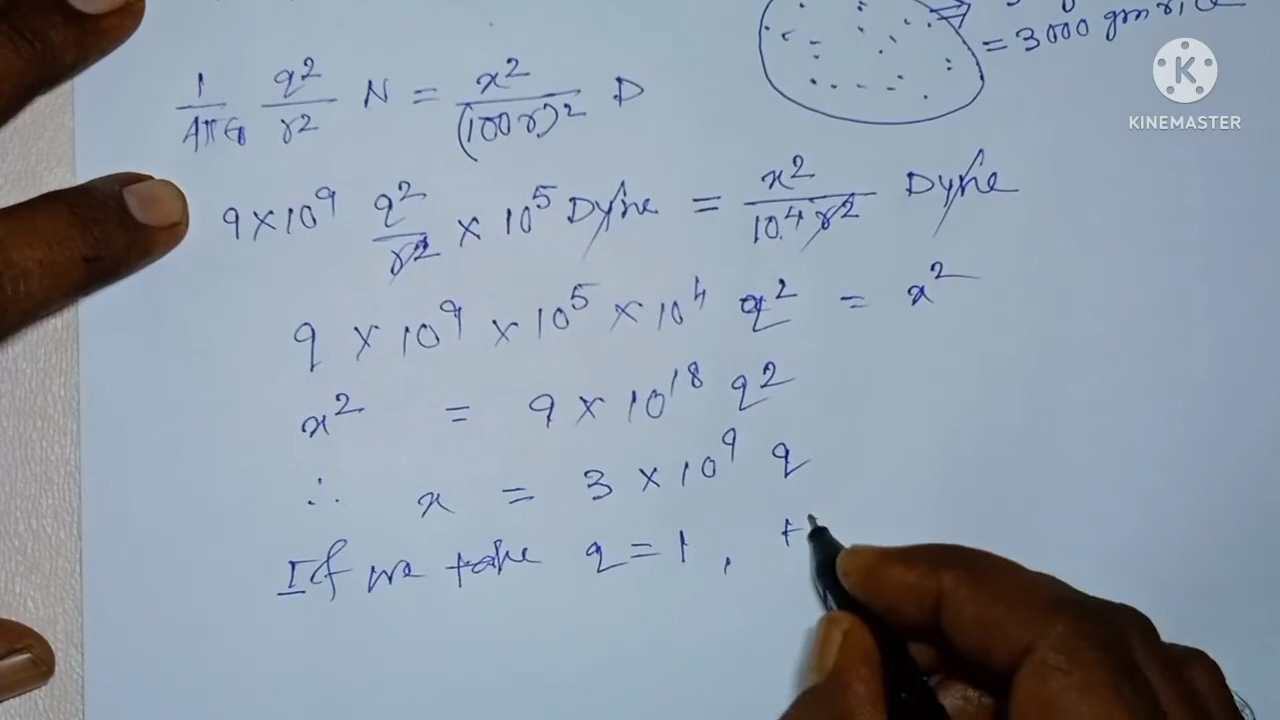 = 3000 gm rice
KINEMASTER
1/4πε₀ q²/r² N = x²/(100r)² D
9×10⁹ q²/r² × 10⁵ Dyne = x²/10⁴r² Dyne
9 × 10⁹ × 10⁵ × 10⁴ q² = x²
x² = 9 × 10¹⁸ q²
∴ x = 3 × 10⁹ q
If we take q = 1 , t